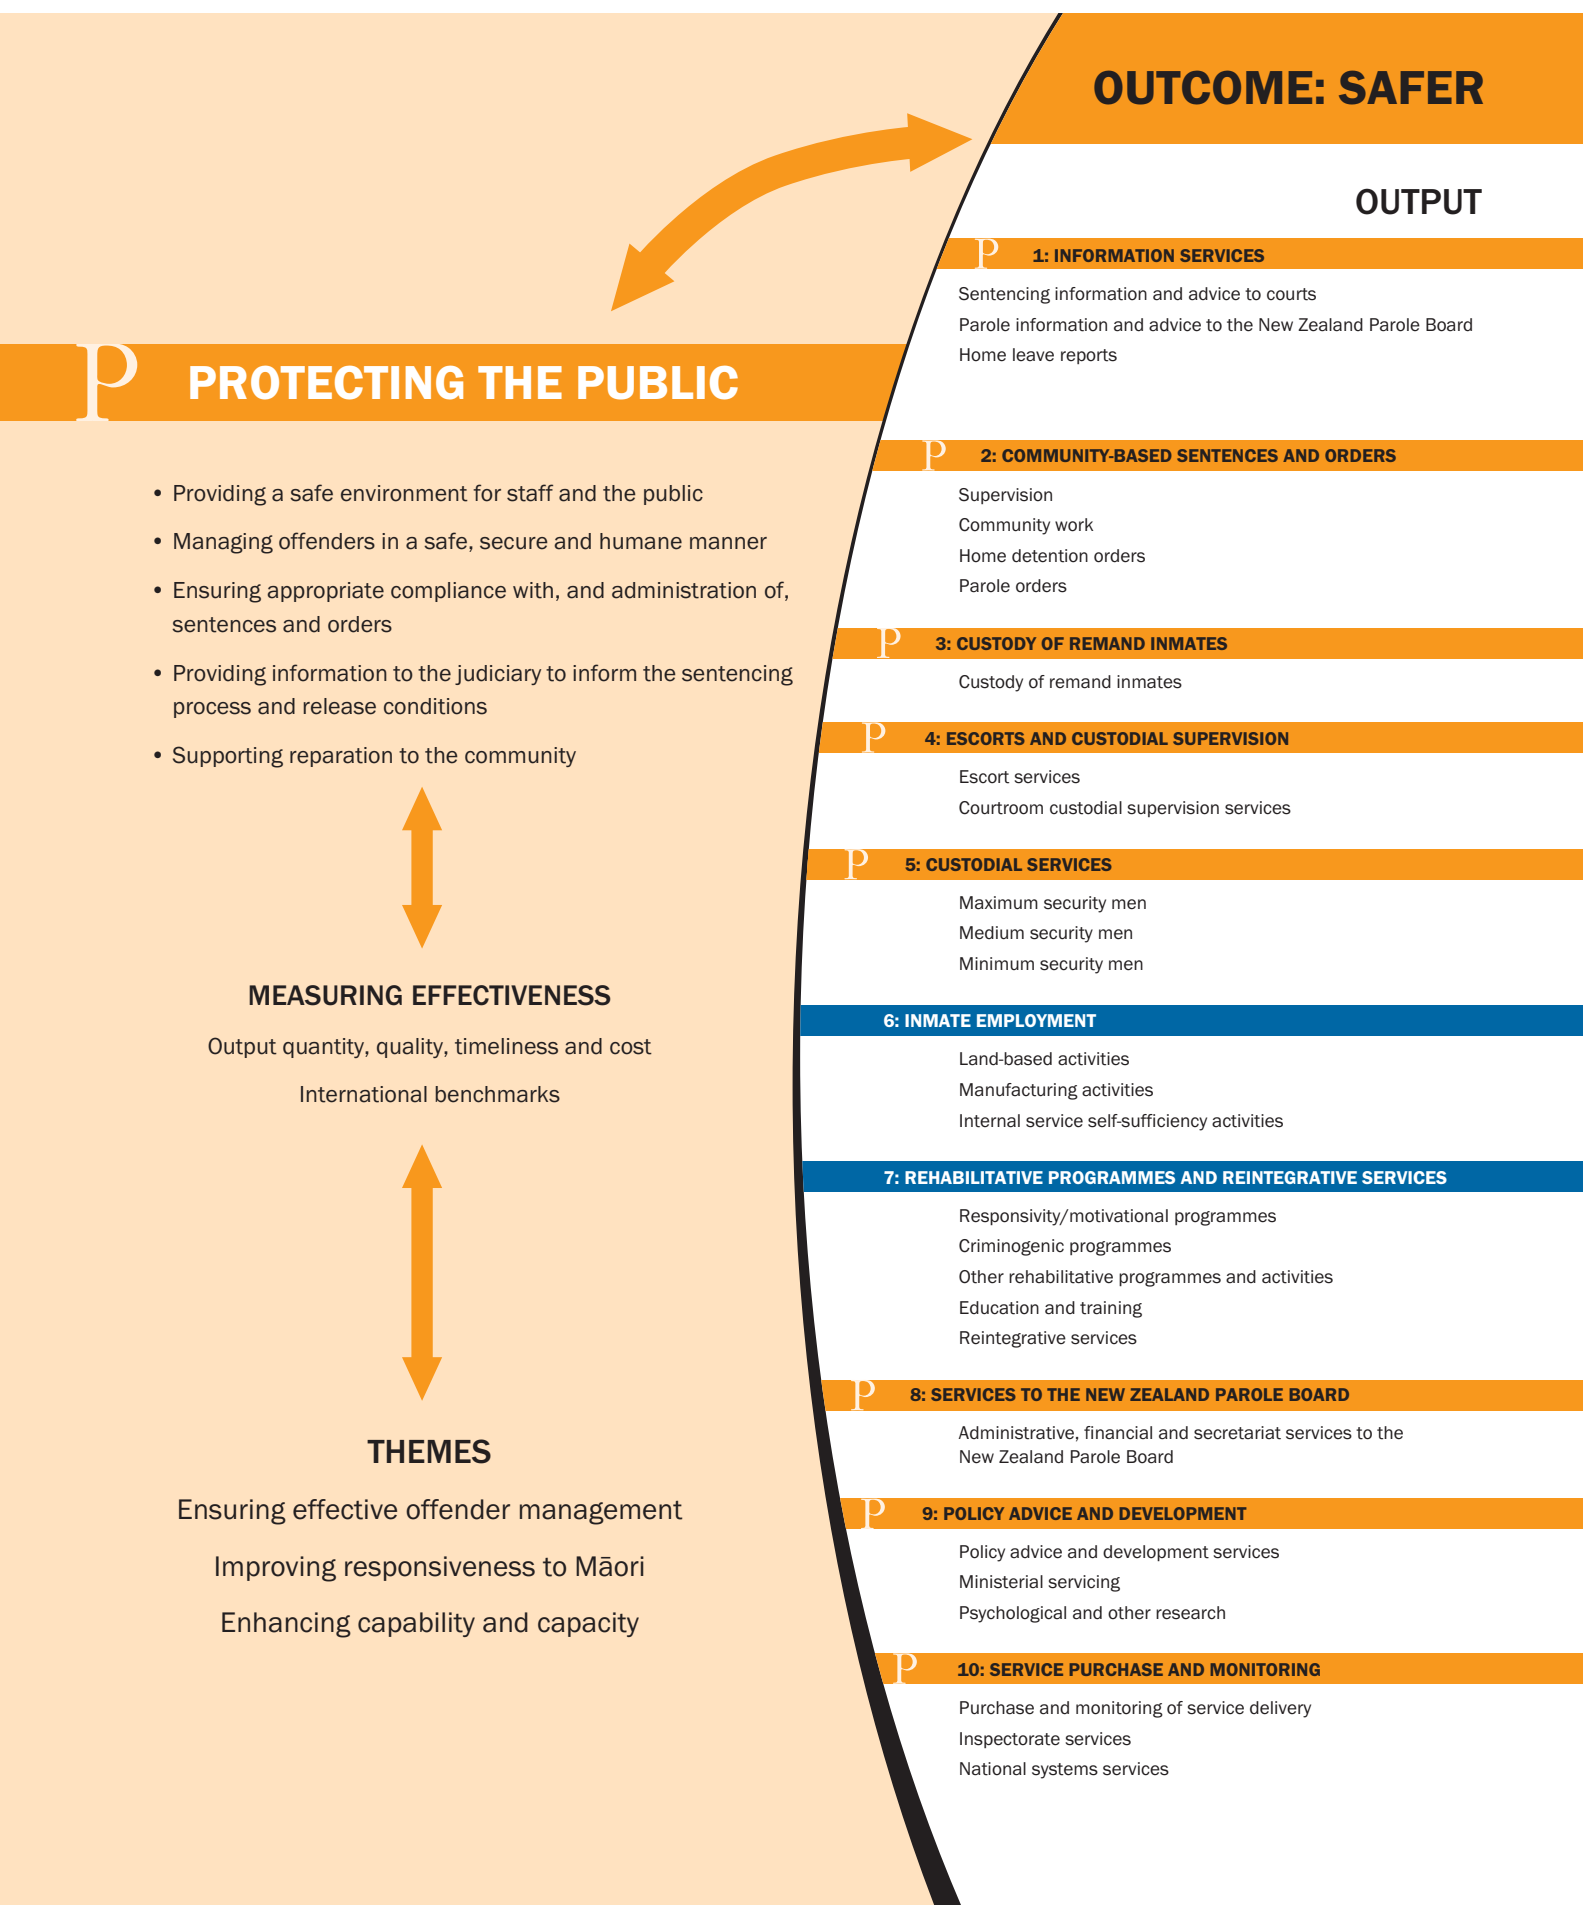 OUTCOME: SAFER
OUTPUT
P PROTECTING THE PUBLIC
• Providing a safe environment for staff and the public
• Managing offenders in a safe, secure and humane manner
• Ensuring appropriate compliance with, and administration of,
sentences and orders
• Providing information to the judiciary to inform the sentencing
process and release conditions
• Supporting reparation to the community
MEASURING EFFECTIVENESS
Output quantity, quality, timeliness and cost
International benchmarks
THEMES
Ensuring effective offender management
Improving responsiveness to Māori
Enhancing capability and capacity
P 1: INFORMATION SERVICES
Sentencing information and advice to courts
Parole information and advice to the New Zealand Parole Board
Home leave reports
P 2: COMMUNITY-BASED SENTENCES AND ORDERS
Supervision
Community work
Home detention orders
Parole orders
P 3: CUSTODY OF REMAND INMATES
Custody of remand inmates
P 4: ESCORTS AND CUSTODIAL SUPERVISION
Escort services
Courtroom custodial supervision services
P 5: CUSTODIAL SERVICES
Maximum security men
Medium security men
Minimum security men
6: INMATE EMPLOYMENT
Land-based activities
Manufacturing activities
Internal service self-sufficiency activities
7: REHABILITATIVE PROGRAMMES AND REINTEGRATIVE SERVICES
Responsivity/motivational programmes
Criminogenic programmes
Other rehabilitative programmes and activities
Education and training
Reintegrative services
P 8: SERVICES TO THE NEW ZEALAND PAROLE BOARD
Administrative, financial and secretariat services to the
New Zealand Parole Board
P 9: POLICY ADVICE AND DEVELOPMENT
Policy advice and development services
Ministerial servicing
Psychological and other research
P 10: SERVICE PURCHASE AND MONITORING
Purchase and monitoring of service delivery
Inspectorate services
National systems services